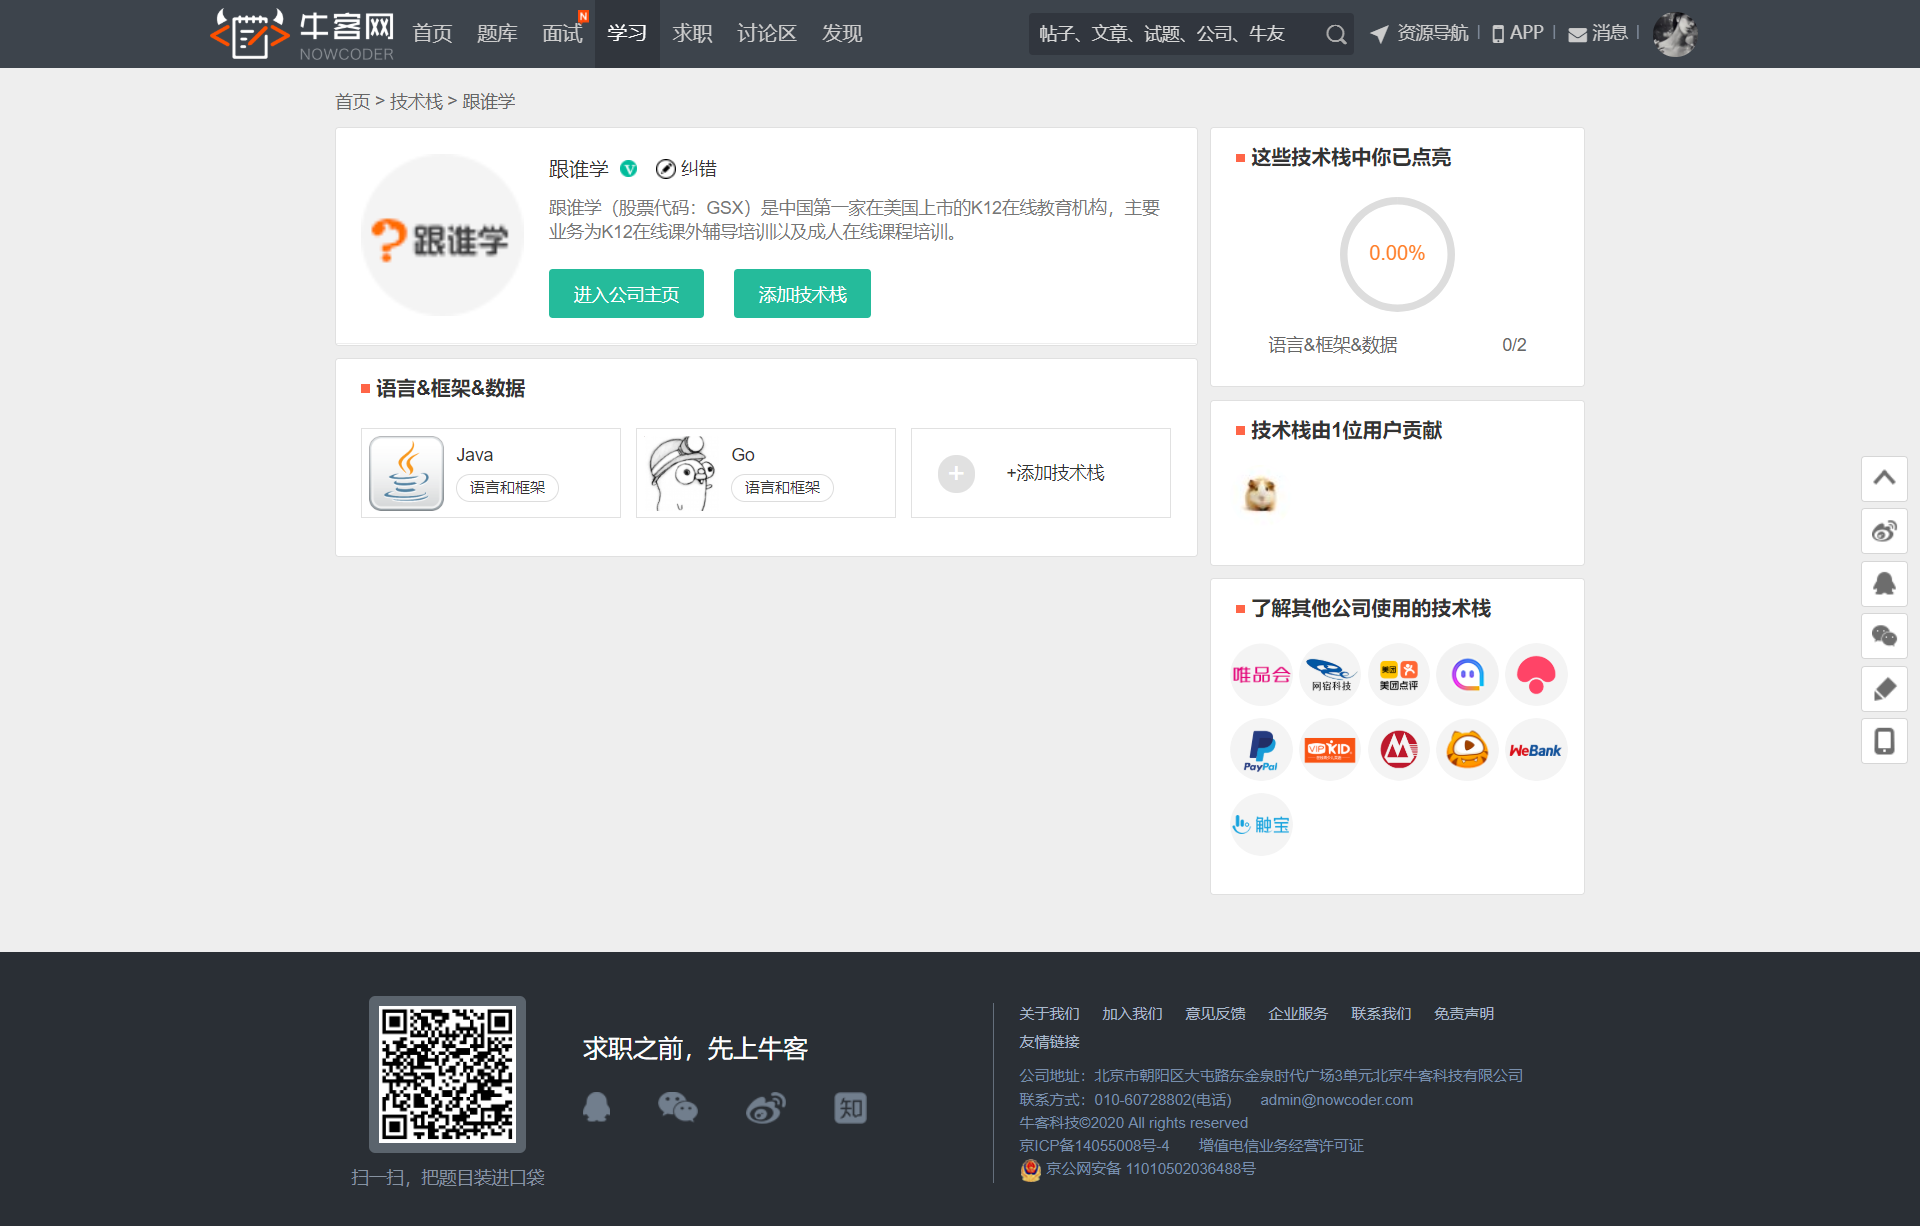 牛客网
NOWCODER
首页 题库 面试 N 学习 求职 讨论区 发现
帖子、文章、试题、公司、牛友
资源导航 APP 消息
首页 > 技术栈 > 跟谁学
跟谁学
跟谁学 V 纠错
跟谁学（股票代码：GSX）是中国第一家在美国上市的K12在线教育机构，主要
业务为K12在线课外辅导培训以及成人在线课程培训。
进入公司主页 添加技术栈
语言&框架&数据
Java
语言和框架
Go
语言和框架
+添加技术栈
这些技术栈中你已点亮
0.00%
语言&框架&数据 0/2
技术栈由1位用户贡献
了解其他公司使用的技术栈
唯品会
网宿科技
美团
美团点评
PayPal
VIPKID
WeBank
触宝
求职之前，先上牛客
知
扫一扫，把题目装进口袋
关于我们 加入我们 意见反馈 企业服务 联系我们 免责声明
友情链接
公司地址：北京市朝阳区大屯路东金泉时代广场3单元北京牛客科技有限公司
联系方式：010-60728802(电话) admin@nowcoder.com
牛客科技©2020 All rights reserved
京ICP备14055008号-4 增值电信业务经营许可证
京公网安备 11010502036488号